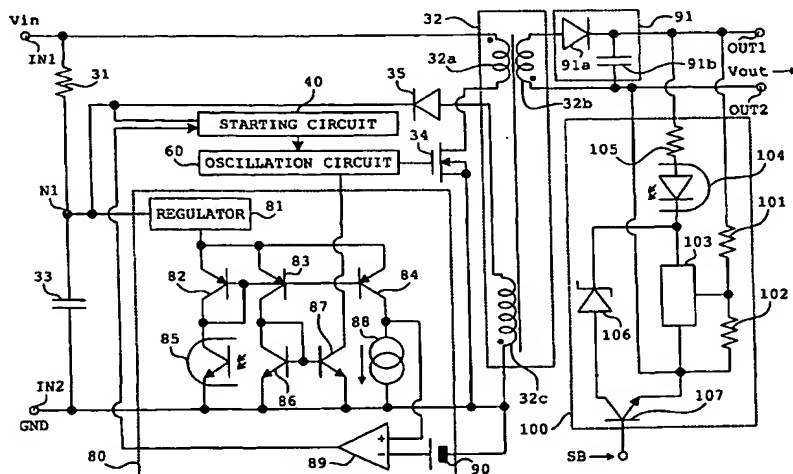 Vin
IN1
31
32
32a
91
91a
91b
OUT1
Vout →
OUT2
35
40
STARTING CIRCUIT
60
OSCILLATION CIRCUIT
34
32b
105
104
N1
REGULATOR
81
101
82
83
84
103
33
85
87
88
106
102
IN2
GND
86
32c
107
100
80
89
+
−
90
SB→